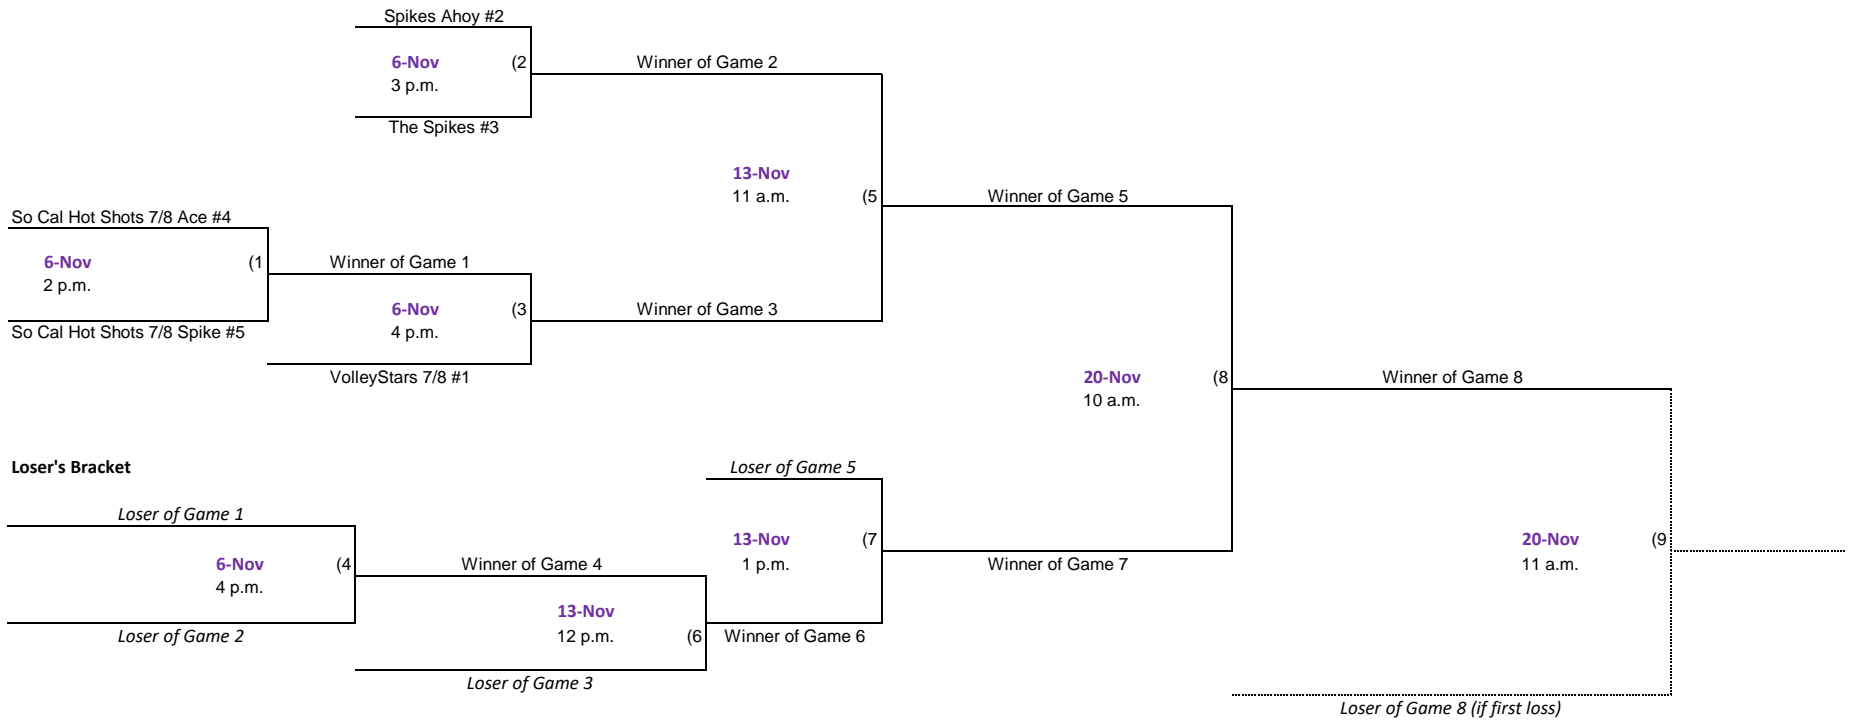 Spikes Ahoy #2
6-Nov (2 Winner of Game 2
3 p.m.
The Spikes #3
13-Nov
11 a.m. (5 Winner of Game 5
So Cal Hot Shots 7/8 Ace #4
6-Nov (1 Winner of Game 1
2 p.m.
6-Nov (3 Winner of Game 3
So Cal Hot Shots 7/8 Spike #5 4 p.m.
VolleyStars 7/8 #1
20-Nov (8 Winner of Game 8
10 a.m.
Loser's Bracket
Loser of Game 5
Loser of Game 1
13-Nov (7
6-Nov (4 Winner of Game 4 1 p.m. Winner of Game 7
4 p.m.
20-Nov (9
11 a.m.
13-Nov
Loser of Game 2 12 p.m. (6 Winner of Game 6
Loser of Game 3
Loser of Game 8 (if first loss)